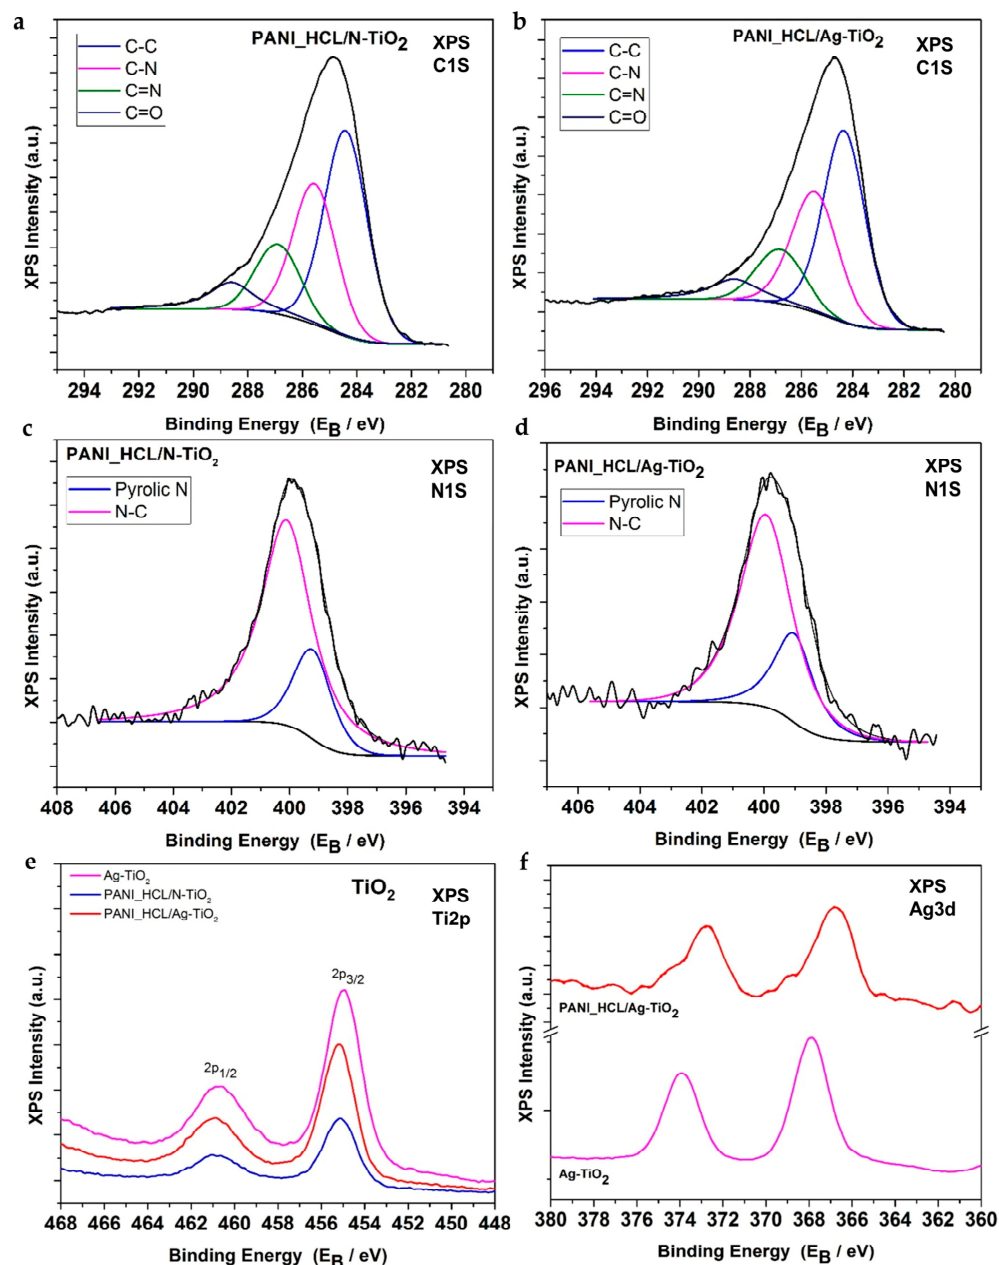 a
PANI_HCL/N-TiO2
XPS
C1S
C-C
C-N
C=N
C=O
XPS Intensity (a.u.)
294 292 290 288 286 284 282 280
Binding Energy (EB / eV)
b
PANI_HCL/Ag-TiO2
XPS
C1S
C-C
C-N
C=N
C=O
XPS Intensity (a.u.)
296 294 292 290 288 286 284 282 280
Binding Energy (EB / eV)
c
PANI_HCL/N-TiO2
XPS
N1S
Pyrolic N
N-C
XPS Intensity (a.u.)
408 406 404 402 400 398 396 394
Binding Energy (EB / eV)
d
PANI_HCL/Ag-TiO2
XPS
N1S
Pyrolic N
N-C
XPS Intensity (a.u.)
406 404 402 400 398 396 394
Binding Energy (EB / eV)
e
Ag-TiO2
PANI_HCL/N-TiO2
PANI_HCL/Ag-TiO2
TiO2
XPS
Ti2p
2p3/2
2p1/2
XPS Intensity (a.u.)
468 466 464 462 460 458 456 454 452 450 448
Binding Energy (EB / eV)
f
XPS
Ag3d
PANI_HCL/Ag-TiO2
Ag-TiO2
XPS Intensity (a.u.)
380 378 376 374 372 370 368 366 364 362 360
Binding Energy (EB / eV)